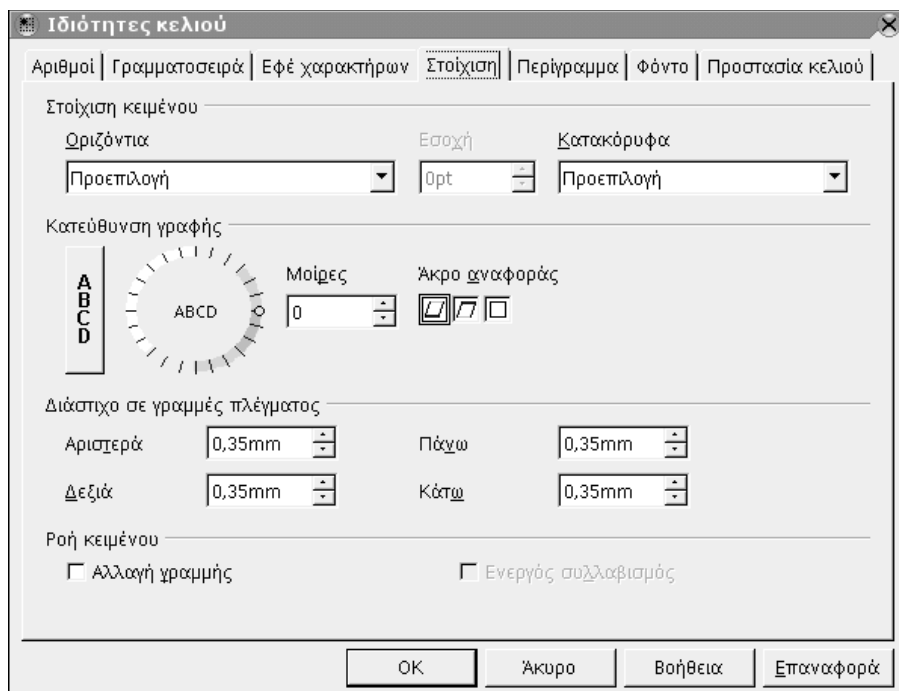 Ιδιότητες κελιού
Αριθμοί Γραμματοσειρά Εφέ χαρακτήρων Στοίχιση Περίγραμμα Φόντο Προστασία κελιού
Στοίχιση κειμένου
Οριζόντια Εσοχή Κατακόρυφα
Προεπιλογή 0pt Προεπιλογή
Κατεύθυνση γραφής
ABCD ABCD Μοίρες Άκρο αναφοράς
0
Διάστιχο σε γραμμές πλέγματος
Αριστερά 0,35mm Πάνω 0,35mm
Δεξιά 0,35mm Κάτω 0,35mm
Ροή κειμένου
Αλλαγή γραμμής Ενεργός συλλαβισμός
OK Άκυρο Βοήθεια Επαναφορά